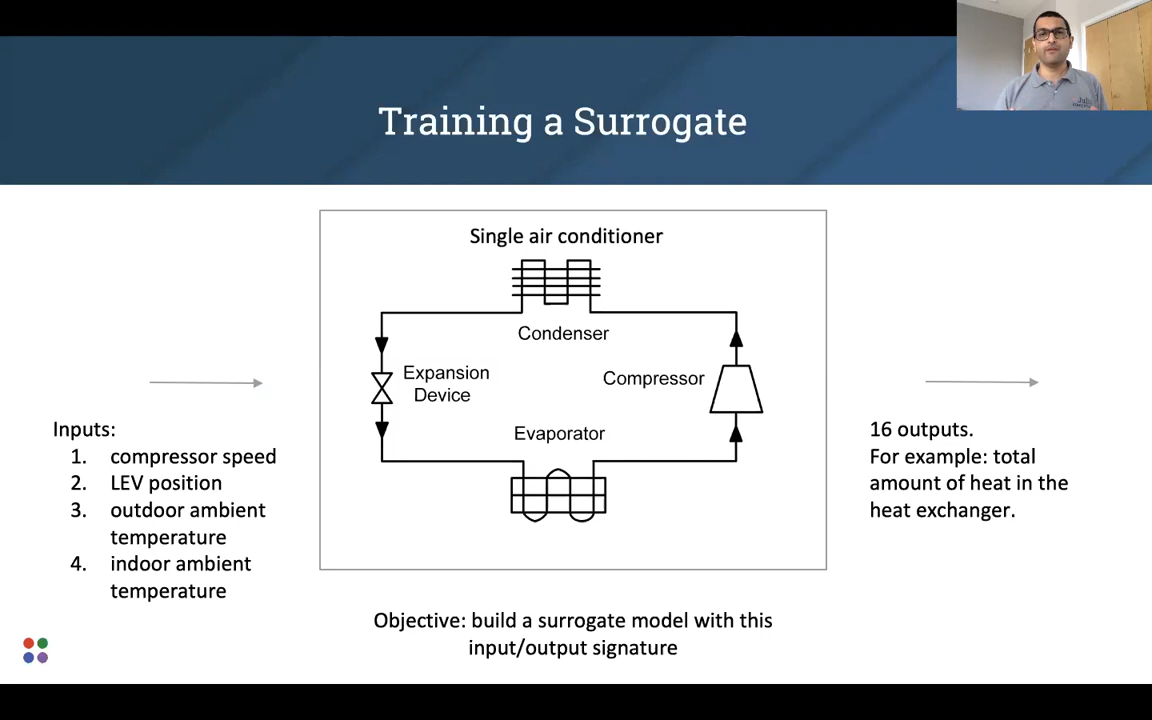 Training a Surrogate
Single air conditioner
Condenser
Expansion
Device
Compressor
Evaporator
Inputs:
1. compressor speed
2. LEV position
3. outdoor ambient
temperature
4. indoor ambient
temperature
16 outputs.
For example: total
amount of heat in the
heat exchanger.
Objective: build a surrogate model with this
input/output signature